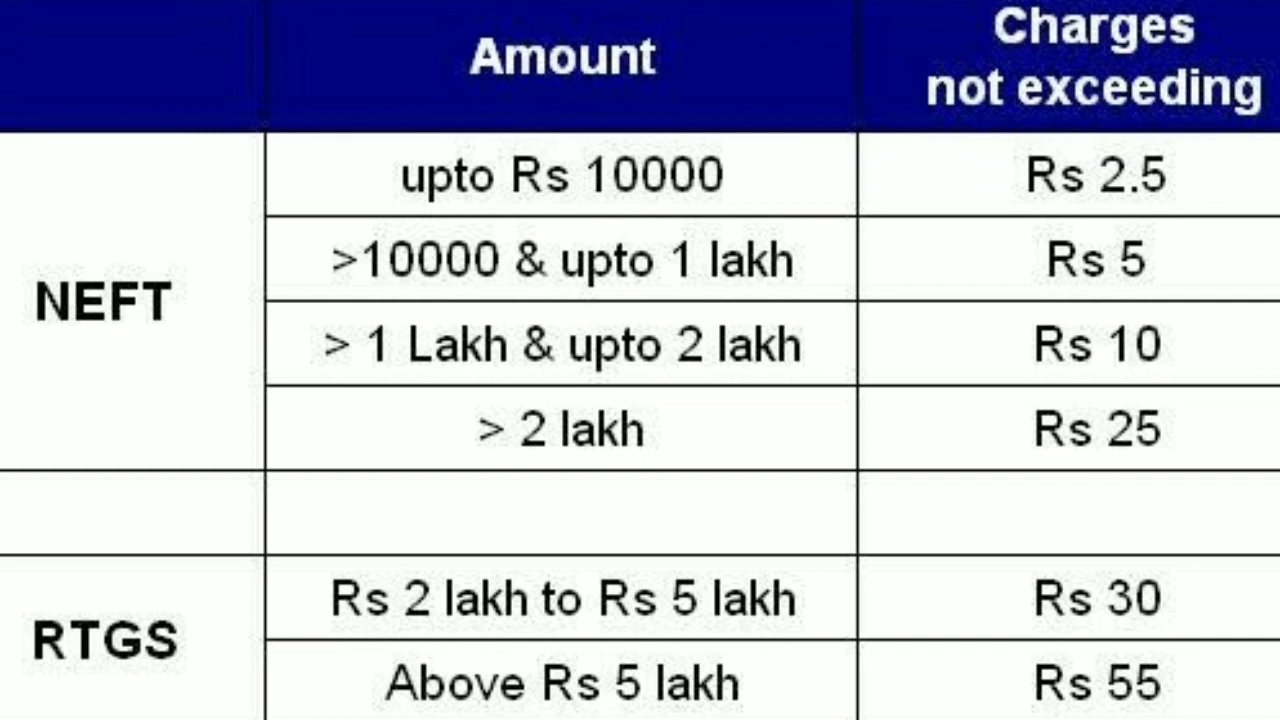 Amount
Charges
not exceeding
NEFT
upto Rs 10000
Rs 2.5
>10000 & upto 1 lakh
Rs 5
> 1 Lakh & upto 2 lakh
Rs 10
> 2 lakh
Rs 25
RTGS
Rs 2 lakh to Rs 5 lakh
Rs 30
Above Rs 5 lakh
Rs 55